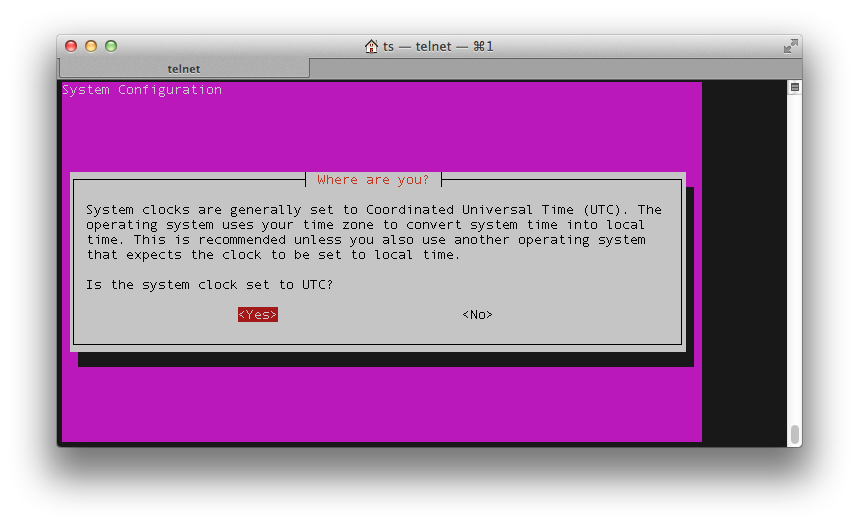 ts — telnet — ⌘1
telnet
System Configuration
Where are you?
System clocks are generally set to Coordinated Universal Time (UTC). The
operating system uses your time zone to convert system time into local
time. This is recommended unless you also use another operating system
that expects the clock to be set to local time.
Is the system clock set to UTC?
<Yes> <No>